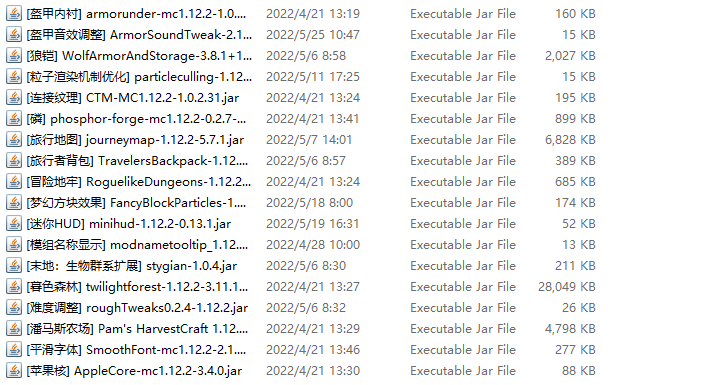 [盔甲内衬] armorunder-mc1.12.2-1.0.... 2022/4/21 13:19 Executable Jar File 160 KB
[盔甲音效调整] ArmorSoundTweak-2.1... 2022/5/25 10:47 Executable Jar File 15 KB
[狼铠] WolfArmorAndStorage-3.8.1+1... 2022/5/6 8:58 Executable Jar File 2,027 KB
[粒子渲染机制优化] particleculling-1.12... 2022/5/11 17:25 Executable Jar File 15 KB
[连接纹理] CTM-MC1.12.2-1.0.2.31.jar 2022/4/21 13:24 Executable Jar File 195 KB
[磷] phosphor-forge-mc1.12.2-0.2.7-... 2022/4/21 13:41 Executable Jar File 899 KB
[旅行地图] journeymap-1.12.2-5.7.1.jar 2022/5/7 14:01 Executable Jar File 6,828 KB
[旅行者背包] TravelersBackpack-1.12.... 2022/5/6 8:57 Executable Jar File 389 KB
[冒险地牢] RoguelikeDungeons-1.12.2... 2022/4/21 13:24 Executable Jar File 685 KB
[梦幻方块效果] FancyBlockParticles-1.... 2022/5/18 8:00 Executable Jar File 174 KB
[迷你HUD] minihud-1.12.2-0.13.1.jar 2022/5/19 16:31 Executable Jar File 52 KB
[模组名称显示] modnametooltip_1.12.... 2022/4/28 10:00 Executable Jar File 13 KB
[末地：生物群系扩展] stygian-1.0.4.jar 2022/5/6 8:30 Executable Jar File 211 KB
[暮色森林] twilightforest-1.12.2-3.11.1... 2022/4/21 13:27 Executable Jar File 28,049 KB
[难度调整] roughTweaks0.2.4-1.12.2.jar 2022/5/6 8:32 Executable Jar File 26 KB
[潘马斯农场] Pam's HarvestCraft 1.12.... 2022/4/21 13:29 Executable Jar File 4,798 KB
[平滑字体] SmoothFont-mc1.12.2-2.1.... 2022/4/21 13:46 Executable Jar File 277 KB
[苹果核] AppleCore-mc1.12.2-3.4.0.jar 2022/4/21 13:30 Executable Jar File 88 KB